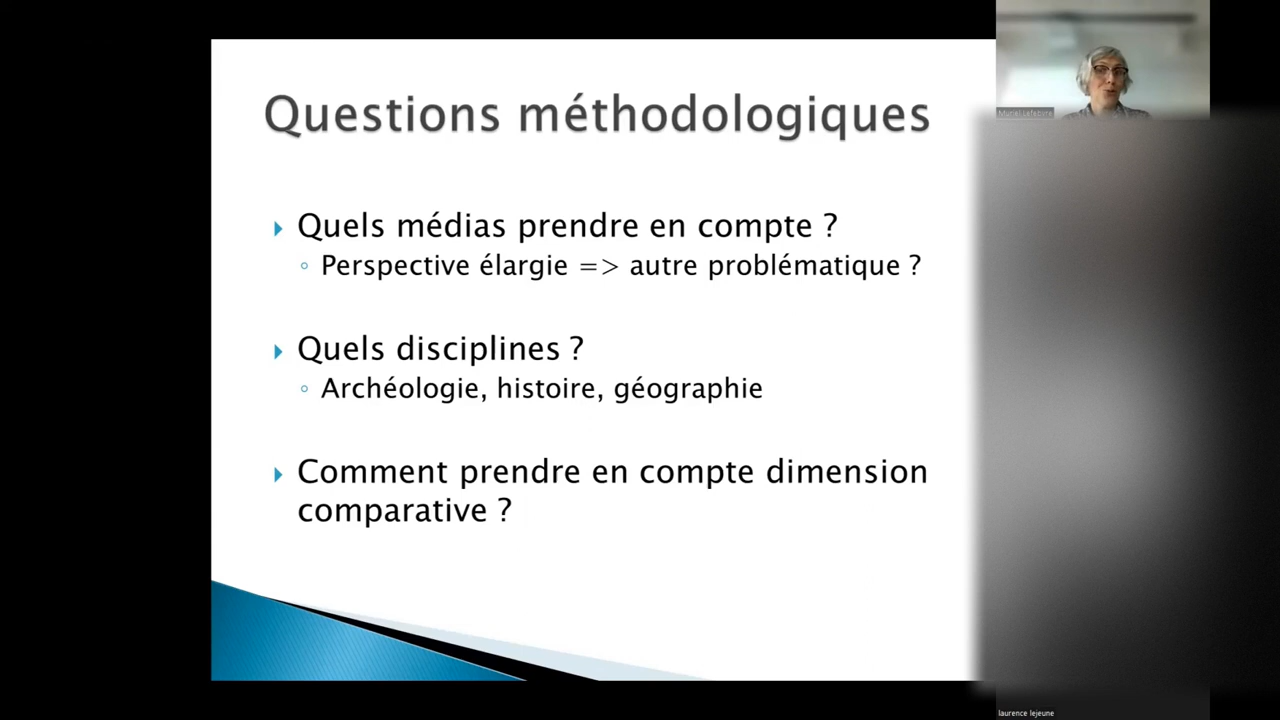 Questions méthodologiques
Quels médias prendre en compte ?
Perspective élargie => autre problématique ?
Quels disciplines ?
Archéologie, histoire, géographie
Comment prendre en compte dimension
comparative ?
laurence lejeune